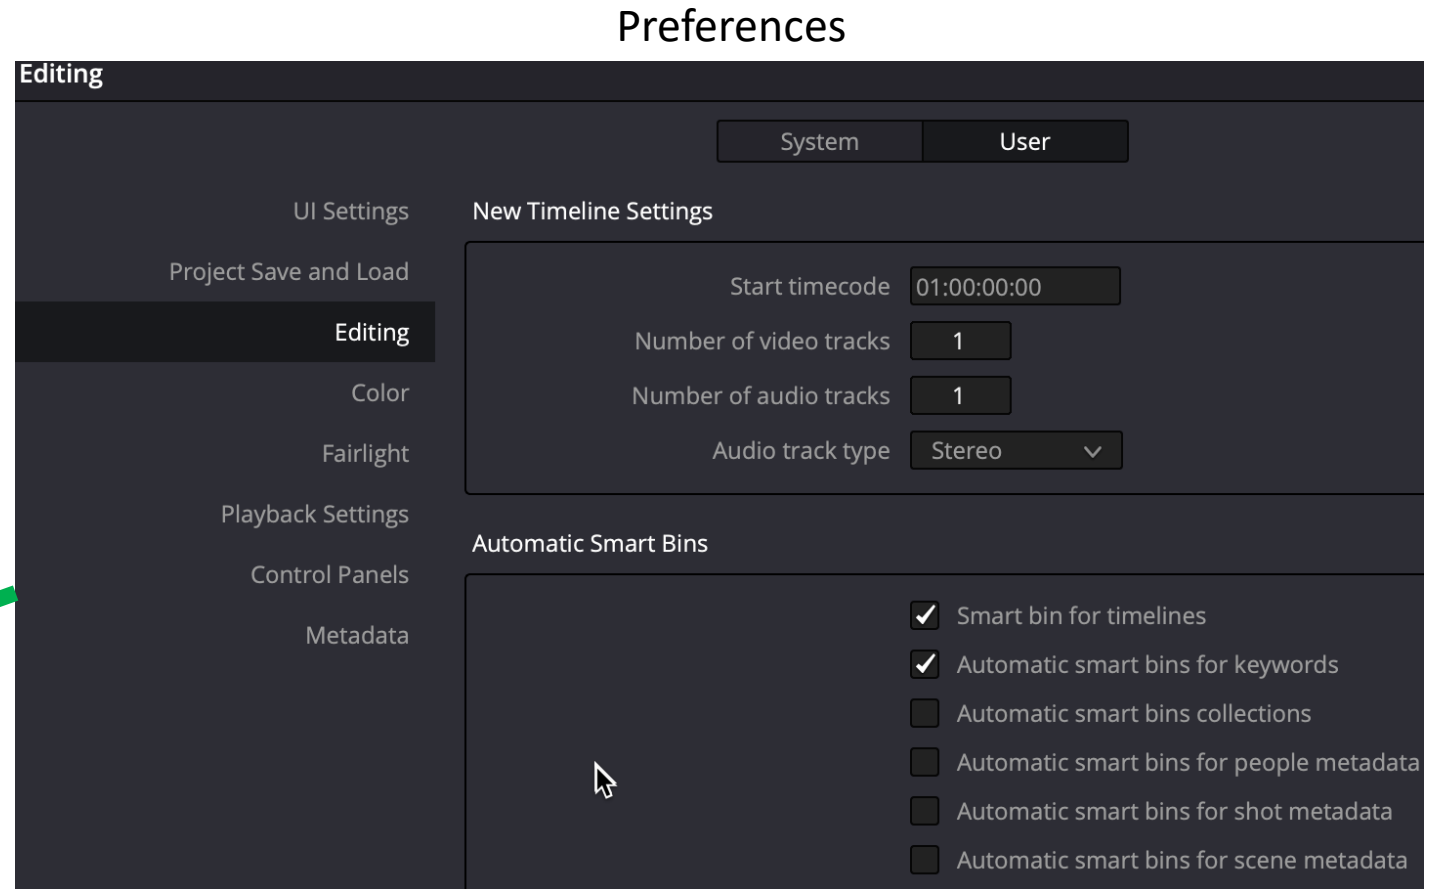 Preferences
Editing
System User
UI Settings
Project Save and Load
Editing
Color
Fairlight
Playback Settings
Control Panels
Metadata
New Timeline Settings
Start timecode 01:00:00:00
Number of video tracks 1
Number of audio tracks 1
Audio track type Stereo
Automatic Smart Bins
Smart bin for timelines
Automatic smart bins for keywords
Automatic smart bins collections
Automatic smart bins for people metadata
Automatic smart bins for shot metadata
Automatic smart bins for scene metadata